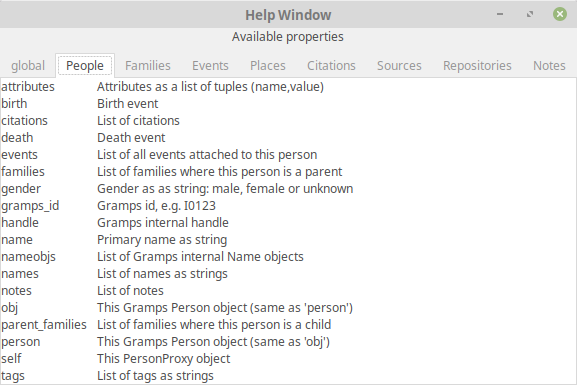 Help Window
Available properties
global People Families Events Places Citations Sources Repositories Notes
attributes Attributes as a list of tuples (name,value)
birth Birth event
citations List of citations
death Death event
events List of all events attached to this person
families List of families where this person is a parent
gender Gender as as string: male, female or unknown
gramps_id Gramps id, e.g. I0123
handle Gramps internal handle
name Primary name as string
nameobjs List of Gramps internal Name objects
names List of names as strings
notes List of notes
obj This Gramps Person object (same as 'person')
parent_families List of families where this person is a child
person This Gramps Person object (same as 'obj')
self This PersonProxy object
tags List of tags as strings